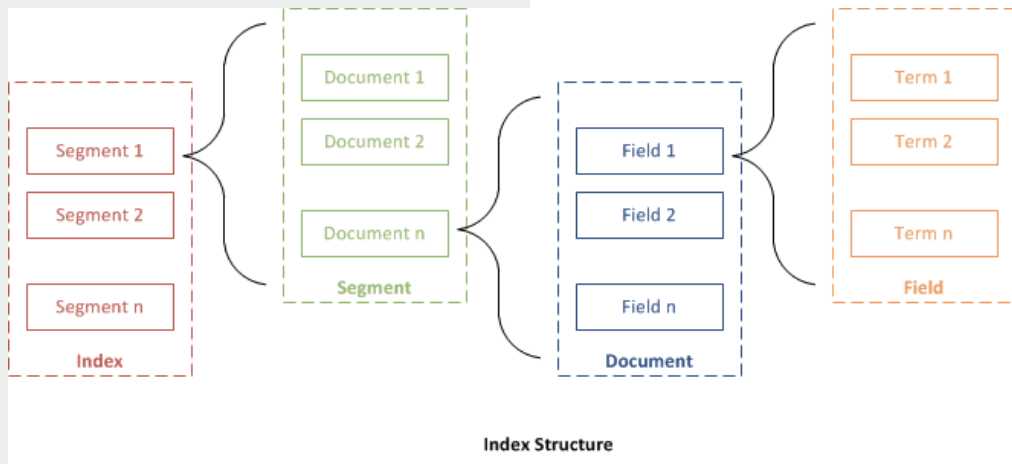 Segment 1
Segment 2
Segment n
Index
Document 1
Document 2
Document n
Segment
Field 1
Field 2
Field n
Document
Term 1
Term 2
Term n
Field
Index Structure